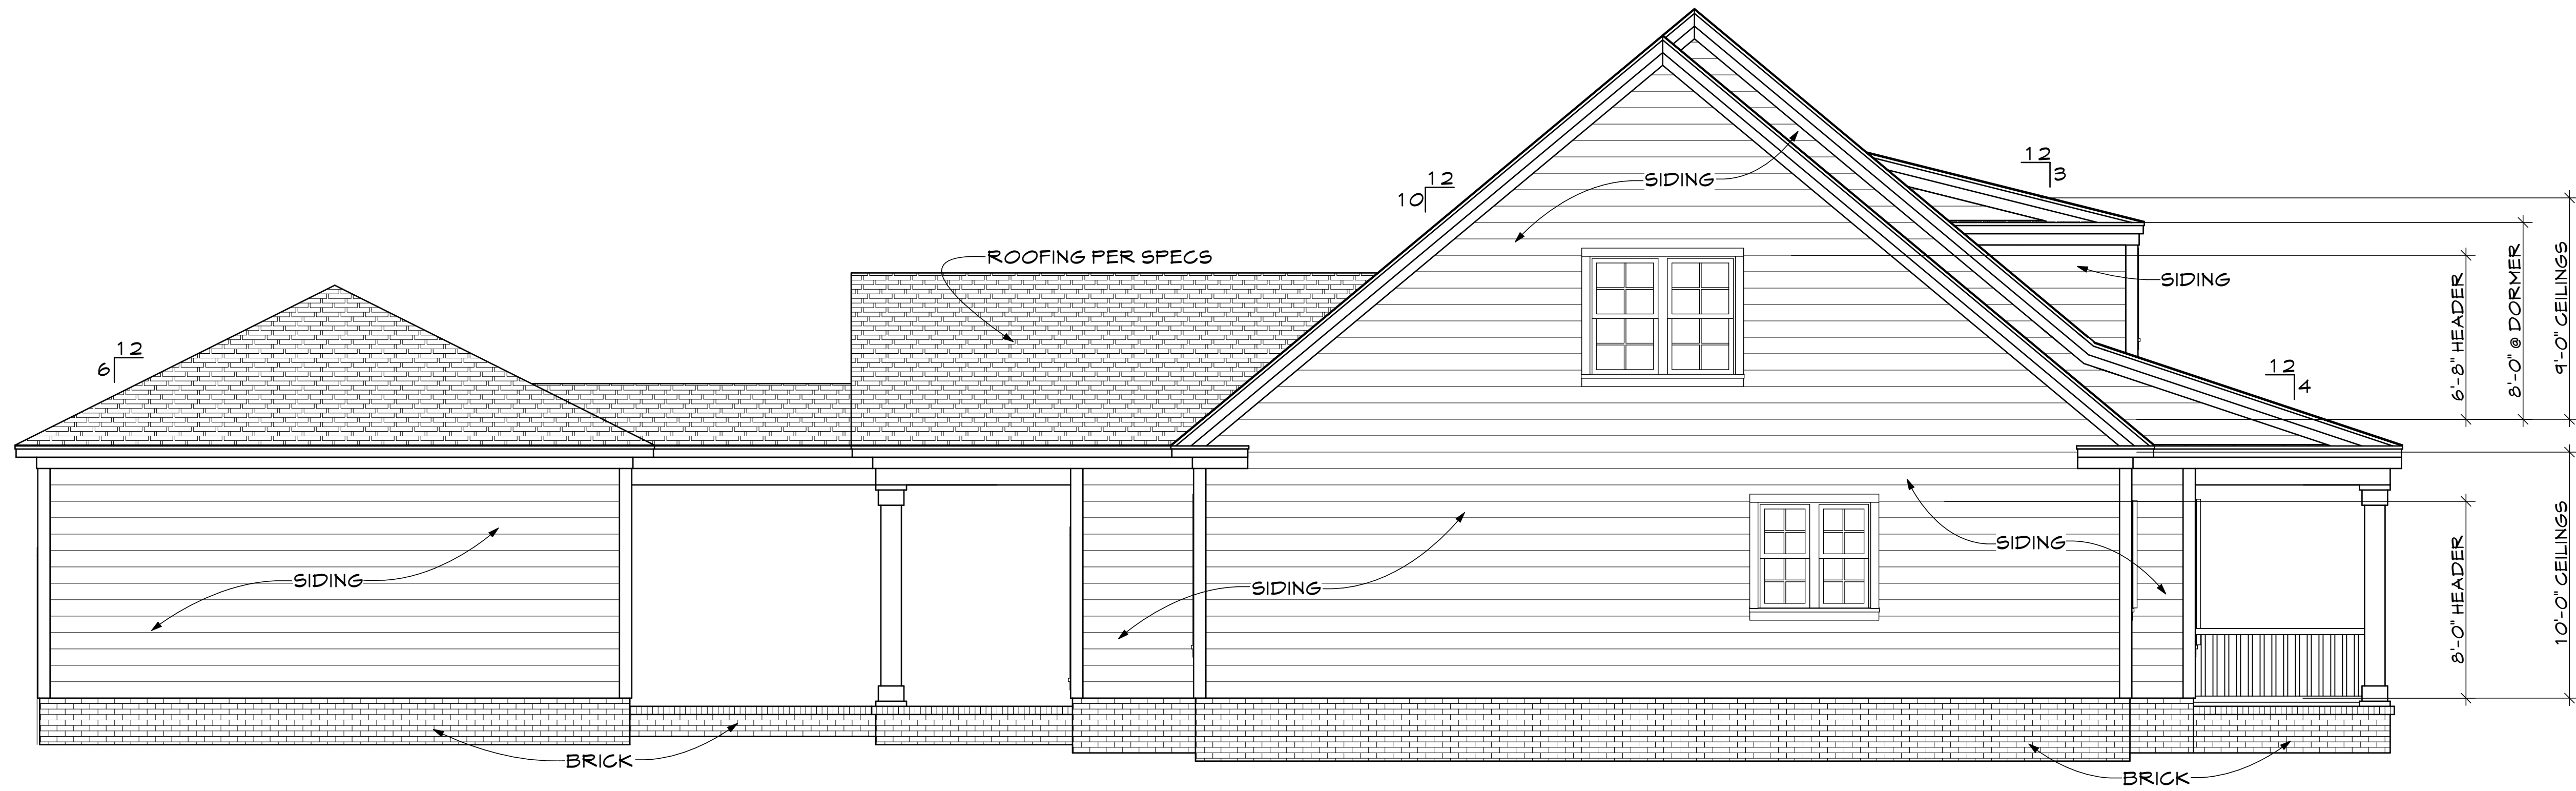 12
3
12
10
SIDING
ROOFING PER SPECS
SIDING
6'-8" HEADER
8'-0" @ DORMER
9'-0" CEILINGS
12
6
12
4
SIDING
SIDING
SIDING
8'-0" HEADER
10'-0" CEILINGS
BRICK
BRICK